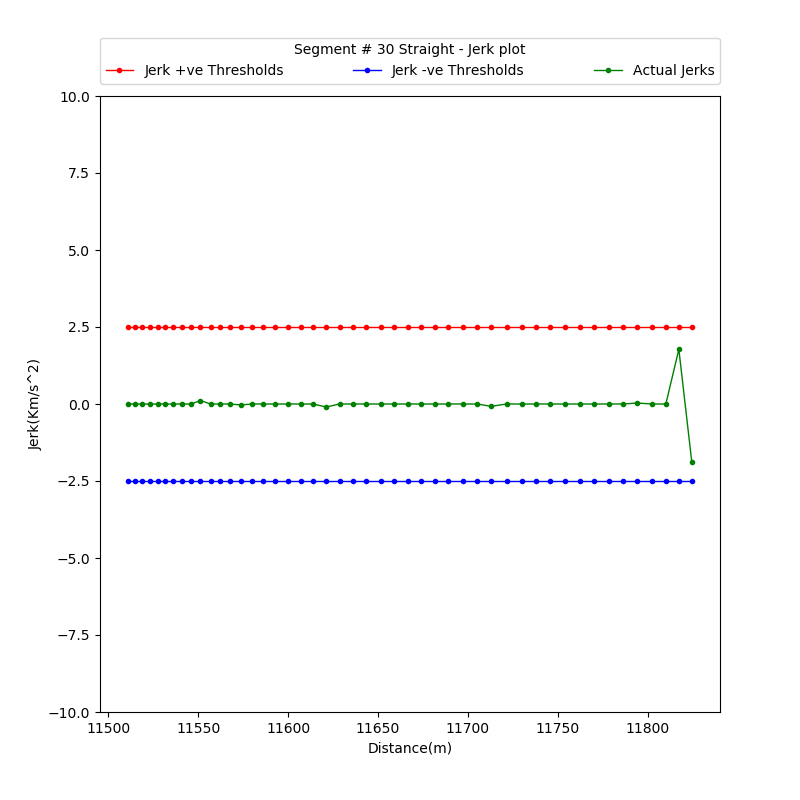 Segment # 30 Straight - Jerk plot
Jerk +ve Thresholds Jerk -ve Thresholds Actual Jerks
10.0
7.5
5.0
2.5
0.0
−2.5
−5.0
−7.5
−10.0
Jerk(Km/s^2)
11500 11550 11600 11650 11700 11750 11800
Distance(m)